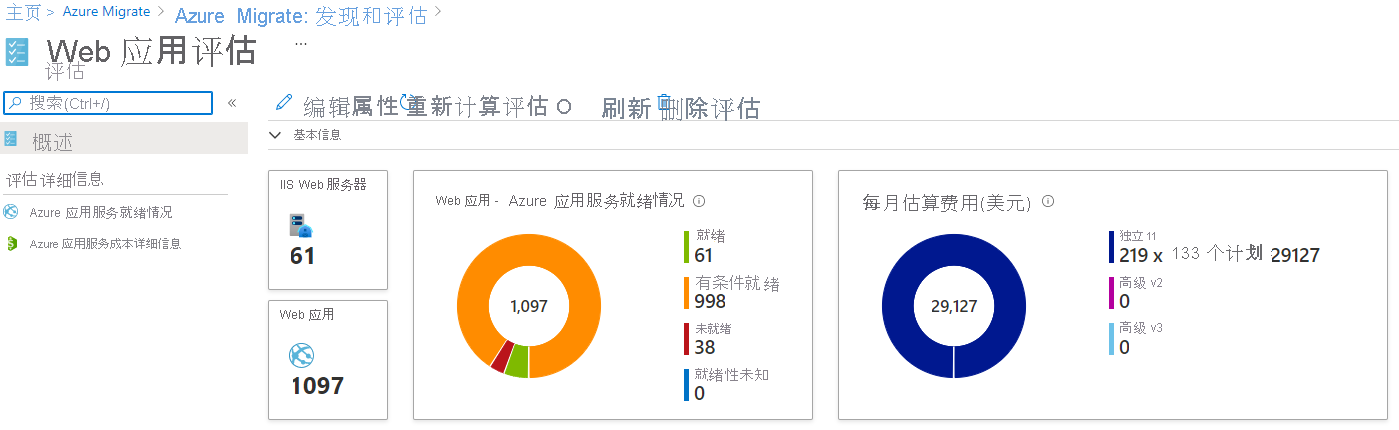 主页 > Azure Migrate > Azure Migrate: 发现和评估 >
Web 应用评估 ...
评估
搜索(Ctrl+/) «
编辑属性 重新计算评估 刷新 删除评估
概述
基本信息
评估详细信息
Azure 应用服务就绪情况
Azure 应用服务成本详细信息
IIS Web 服务器
61
Web 应用
1097
Web 应用 - Azure 应用服务就绪情况
1,097
就绪
61
有条件就绪
998
未就绪
38
就绪性未知
0
每月估算费用(美元)
29,127
独立 11
219 x 133 个计划 29127
高级 v2
0
高级 v3
0